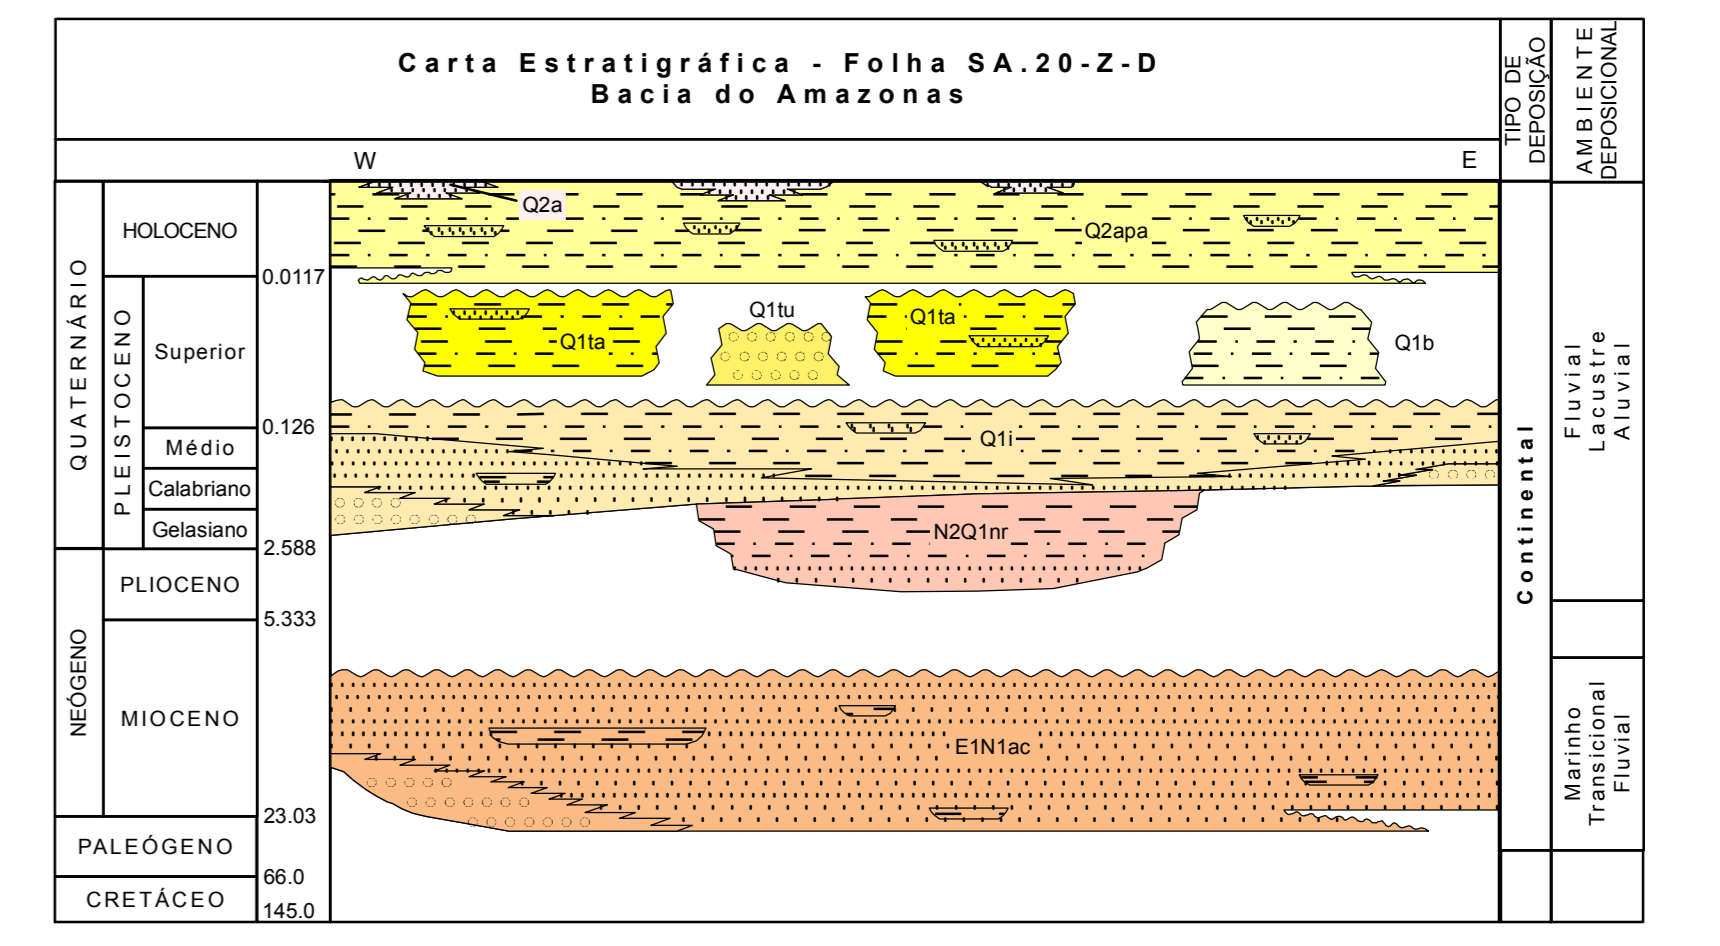 Carta Estratigráfica - Folha SA.20-Z-D
Bacia do Amazonas
TIPO DE
DEPOSIÇÃO
AMBIENTE
DEPOSICIONAL
W
E
QUATERNÁRIO
HOLOCENO
0.0117
PLEISTOCENO
Superior
0.126
Médio
Calabriano
Gelasiano
2.588
NEÓGENO
PLIOCENO
5.333
MIOCENO
23.03
PALEÓGENO
66.0
CRETÁCEO
145.0
Q2a
Q2apa
Q1ta
Q1tu
Q1ta
Q1b
Q1i
N2Q1nr
E1N1ac
Continental
Fluvial
Lacustre
Aluvial
Marinho
Transicional
Fluvial